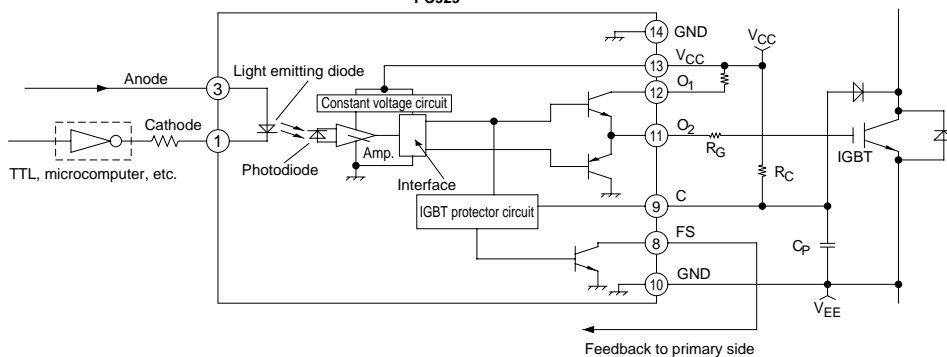 PC929
14 GND
VCC
13 VCC
Light emitting diode
Anode
3
Constant voltage circuit
12 O1
Cathode
1
Amp.
11 O2
RG
IGBT
TTL, microcomputer, etc.
Photodiode
Interface
RC
IGBT protector circuit
9 C
8 FS
CP
10 GND
VEE
Feedback to primary side